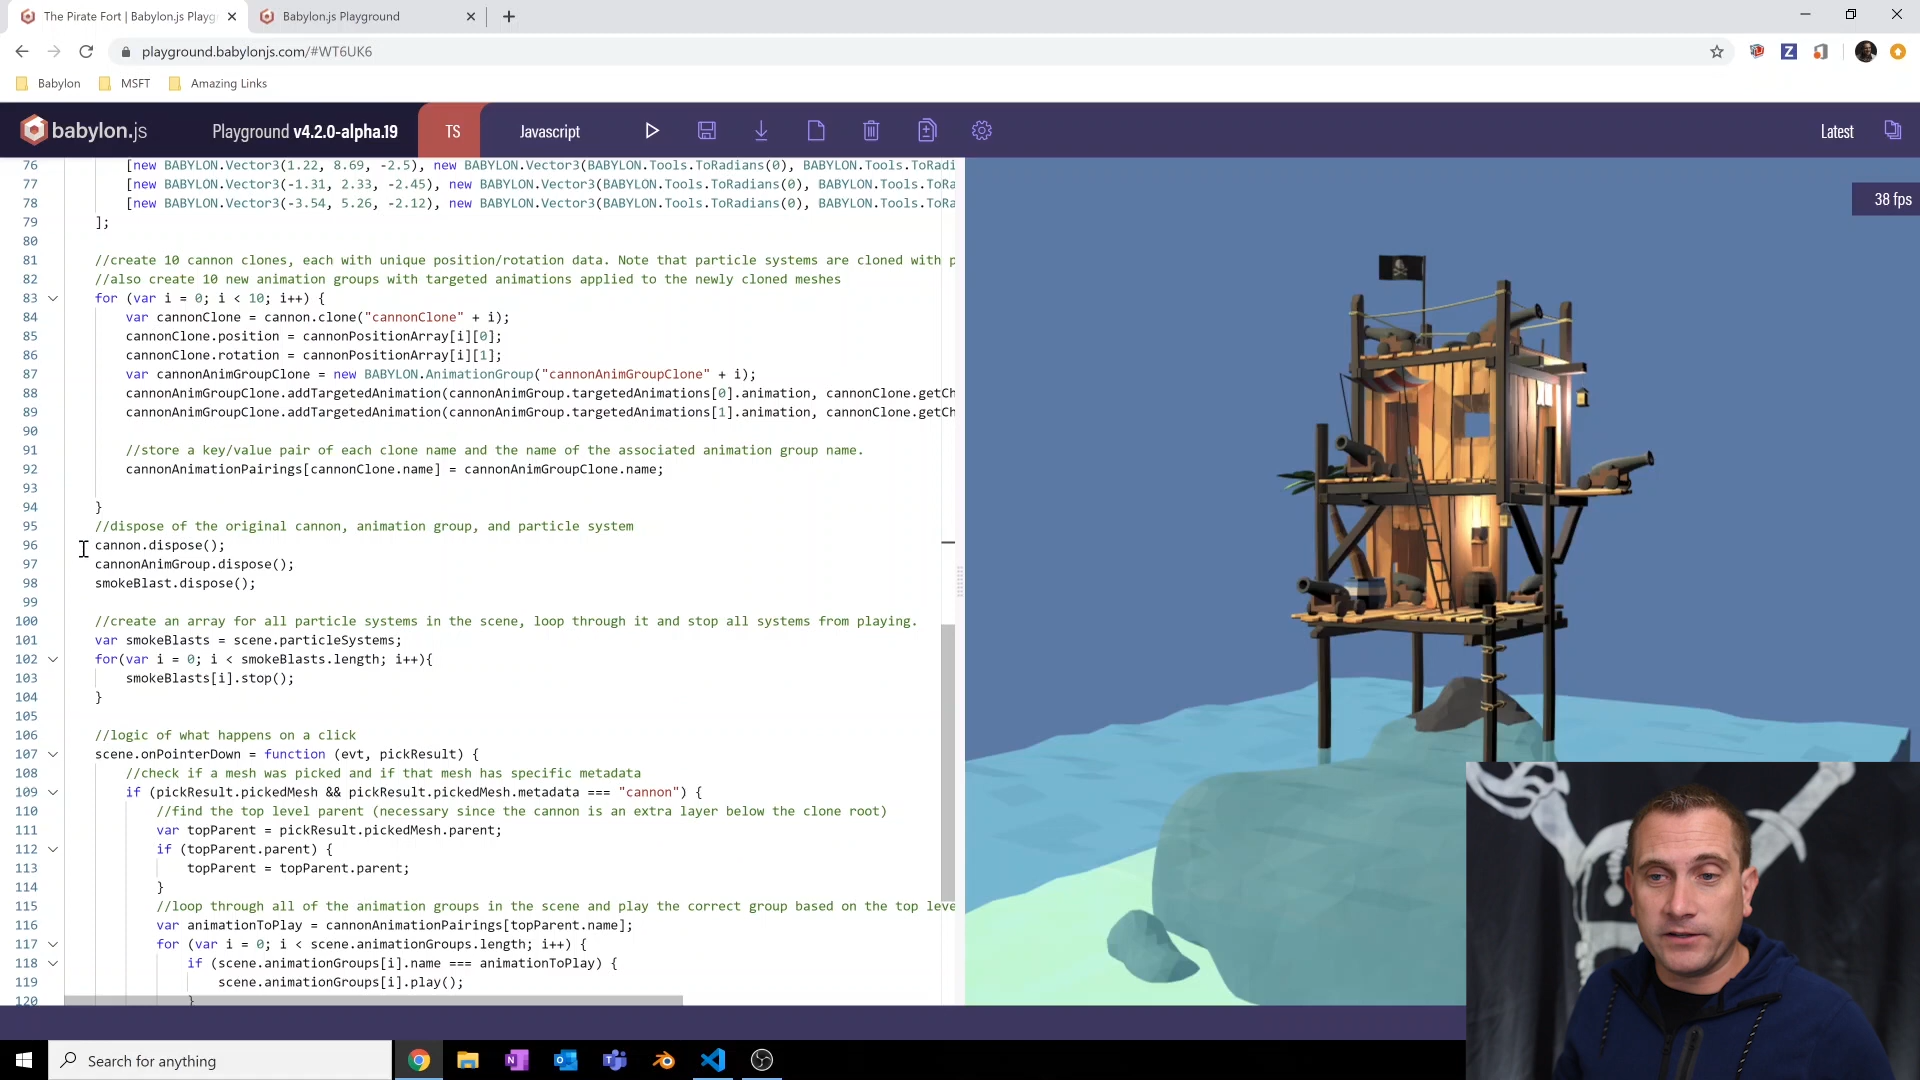 The Pirate Fort | Babylon.js Playg
Babylon.js Playground
playground.babylonjs.com/#WT6UK6
Babylon
MSFT
Amazing Links
babylon.js
Playground v4.2.0-alpha.19
TS
Javascript
Latest
38 fps
76 [new BABYLON.Vector3(1.22, 8.69, -2.5), new BABYLON.Vector3(BABYLON.Tools.ToRadians(0), BABYLON.Tools.ToRadi
77 [new BABYLON.Vector3(-1.31, 2.33, -2.45), new BABYLON.Vector3(BABYLON.Tools.ToRadians(0), BABYLON.Tools.ToRa
78 [new BABYLON.Vector3(-3.54, 5.26, -2.12), new BABYLON.Vector3(BABYLON.Tools.ToRadians(0), BABYLON.Tools.ToRa
79 ];
80
81 //create 10 cannon clones, each with unique position/rotation data. Note that particle systems are cloned with p
82 //also create 10 new animation groups with targeted animations applied to the newly cloned meshes
83 for (var i = 0; i < 10; i++) {
84 var cannonClone = cannon.clone("cannonClone" + i);
85 cannonClone.position = cannonPositionArray[i][0];
86 cannonClone.rotation = cannonPositionArray[i][1];
87 var cannonAnimGroupClone = new BABYLON.AnimationGroup("cannonAnimGroupClone" + i);
88 cannonAnimGroupClone.addTargetedAnimation(cannonAnimGroup.targetedAnimations[0].animation, cannonClone.getCh
89 cannonAnimGroupClone.addTargetedAnimation(cannonAnimGroup.targetedAnimations[1].animation, cannonClone.getCh
90
91 //store a key/value pair of each clone name and the name of the associated animation group name.
92 cannonAnimationPairings[cannonClone.name] = cannonAnimGroupClone.name;
93
94 }
95 //dispose of the original cannon, animation group, and particle system
96 cannon.dispose();
97 cannonAnimGroup.dispose();
98 smokeBlast.dispose();
99
100 //create an array for all particle systems in the scene, loop through it and stop all systems from playing.
101 var smokeBlasts = scene.particleSystems;
102 for(var i = 0; i < smokeBlasts.length; i++){
103 smokeBlasts[i].stop();
104 }
105
106 //logic of what happens on a click
107 scene.onPointerDown = function (evt, pickResult) {
108 //check if a mesh was picked and if that mesh has specific metadata
109 if (pickResult.pickedMesh && pickResult.pickedMesh.metadata === "cannon") {
110 //find the top level parent (necessary since the cannon is an extra layer below the clone root)
111 var topParent = pickResult.pickedMesh.parent;
112 if (topParent.parent) {
113 topParent = topParent.parent;
114 }
115 //loop through all of the animation groups in the scene and play the correct group based on the top leve
116 var animationToPlay = cannonAnimationPairings[topParent.name];
117 for (var i = 0; i < scene.animationGroups.length; i++) {
118 if (scene.animationGroups[i].name === animationToPlay) {
119 scene.animationGroups[i].play();
120 }
Search for anything